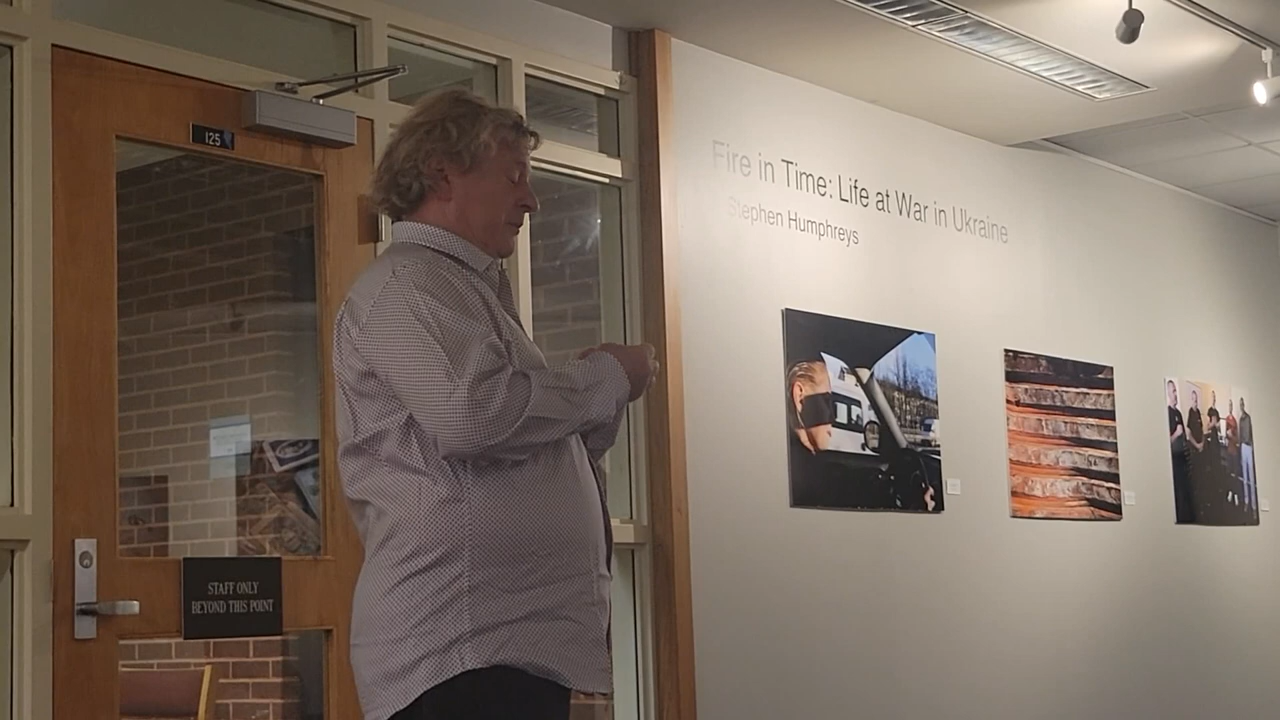 125
Fire in Time: Life at War in Ukraine
Stephen Humphreys
STAFF ONLY
BEYOND THIS POINT